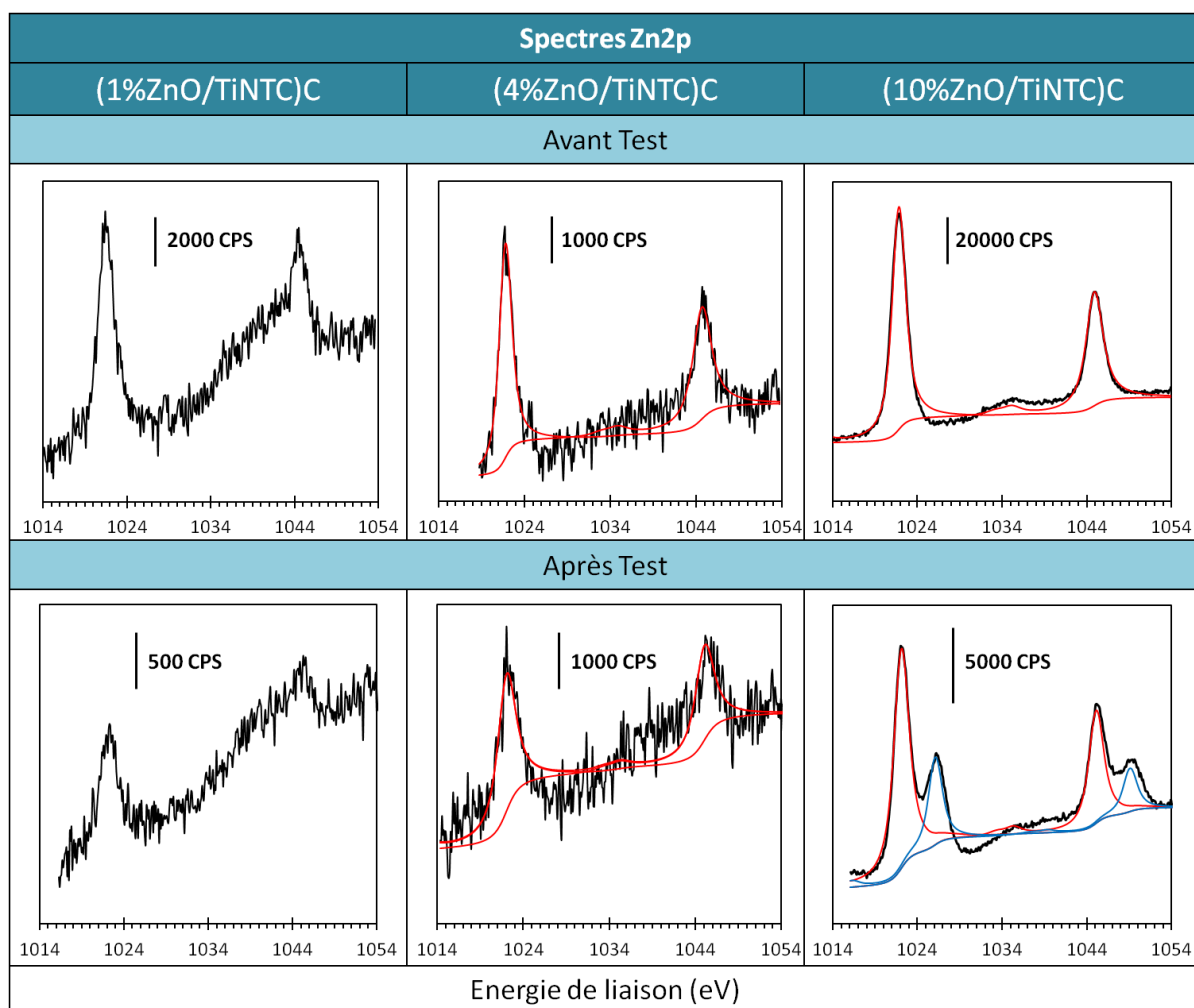 Spectres Zn2p
(1%ZnO/TiNTC)C (4%ZnO/TiNTC)C (10%ZnO/TiNTC)C
Avant Test
2000 CPS 1000 CPS 20000 CPS
1014 1024 1034 1044 1054 1014 1024 1034 1044 1054 1014 1024 1034 1044 1054
Après Test
500 CPS 1000 CPS 5000 CPS
1014 1024 1034 1044 1054 1014 1024 1034 1044 1054 1014 1024 1034 1044 1054
Energie de liaison (eV)